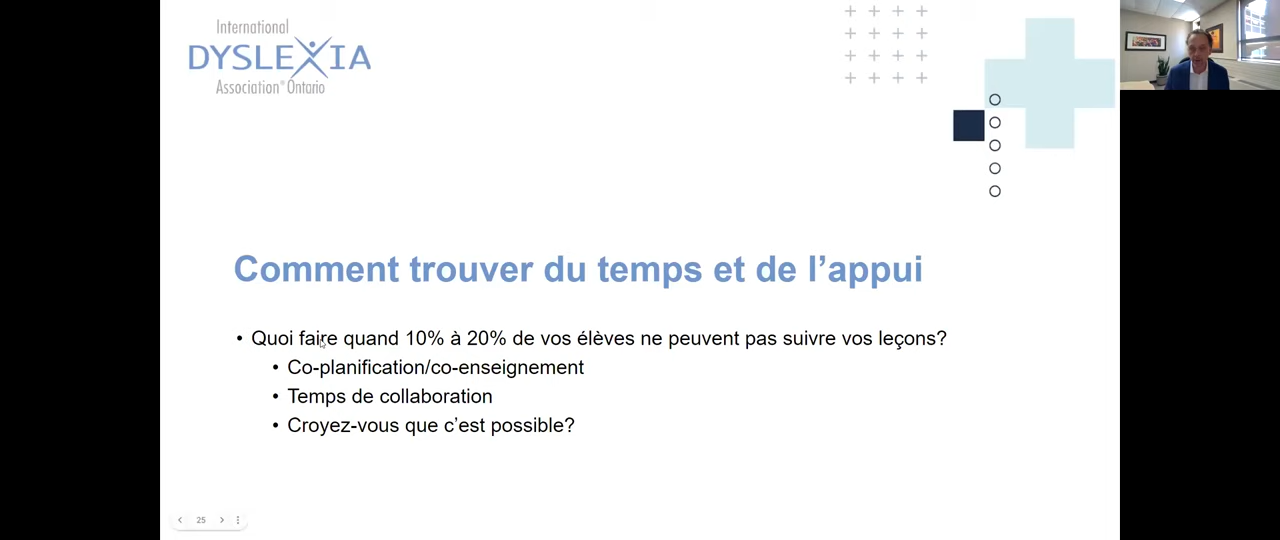 International
DYSLEXIA
Association® Ontario
Comment trouver du temps et de l’appui
• Quoi faire quand 10% à 20% de vos élèves ne peuvent pas suivre vos leçons?
• Co-planification/co-enseignement
• Temps de collaboration
• Croyez-vous que c’est possible?
25